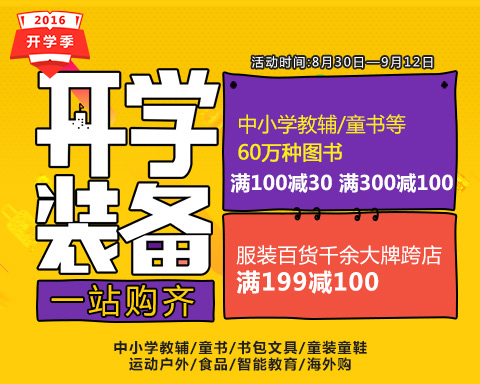 2016
开学季
活动时间:8月30日—9月12日
开学
装备
一站购齐
中小学教辅/童书等
60万种图书
满100减30 满300减100
服装百货千余大牌跨店
满199减100
中小学教辅/童书/书包文具/童装童鞋
运动户外/食品/智能教育/海外购